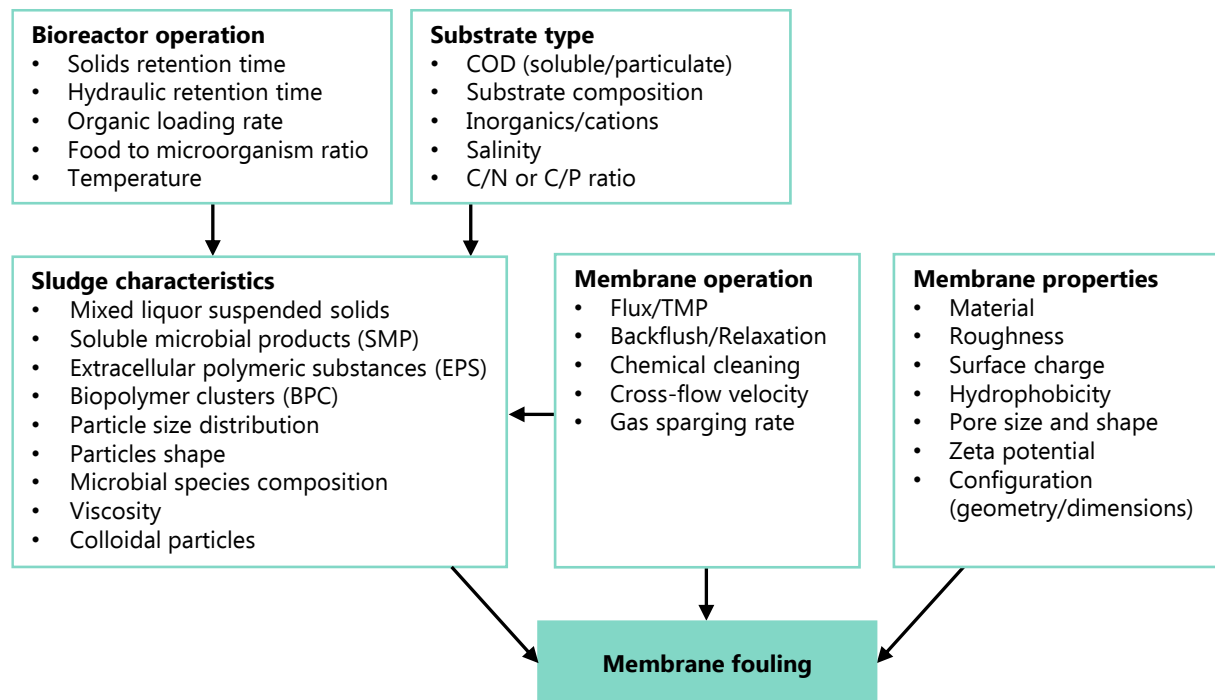 Bioreactor operation
• Solids retention time
• Hydraulic retention time
• Organic loading rate
• Food to microorganism ratio
• Temperature
Substrate type
• COD (soluble/particulate)
• Substrate composition
• Inorganics/cations
• Salinity
• C/N or C/P ratio
Sludge characteristics
• Mixed liquor suspended solids
• Soluble microbial products (SMP)
• Extracellular polymeric substances (EPS)
• Biopolymer clusters (BPC)
• Particle size distribution
• Particles shape
• Microbial species composition
• Viscosity
• Colloidal particles
Membrane operation
• Flux/TMP
• Backflush/Relaxation
• Chemical cleaning
• Cross-flow velocity
• Gas sparging rate
Membrane properties
• Material
• Roughness
• Surface charge
• Hydrophobicity
• Pore size and shape
• Zeta potential
• Configuration
(geometry/dimensions)
Membrane fouling